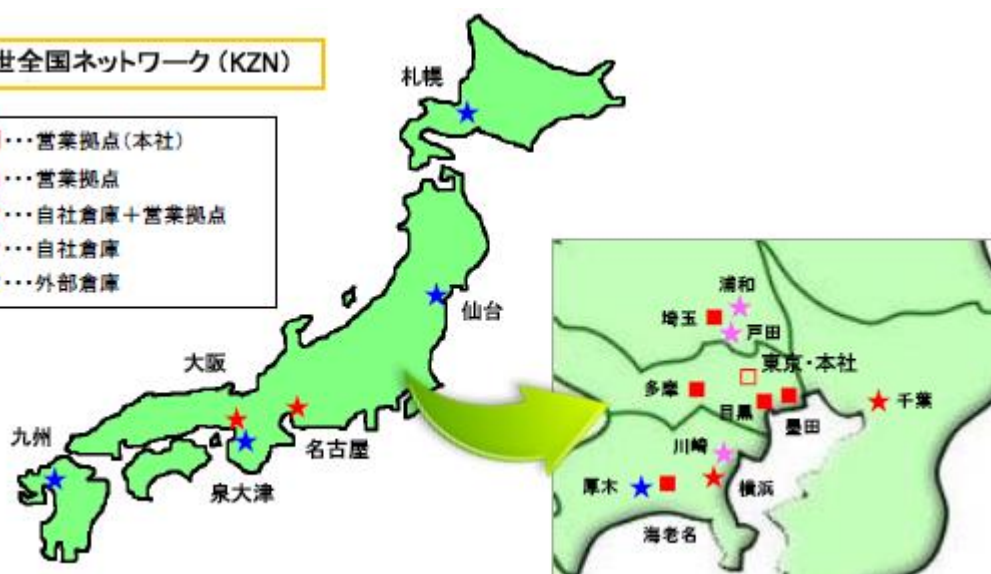 世全国ネットワーク（KZN）
・・・営業拠点（本社）
・・・営業拠点
・・・自社倉庫＋営業拠点
・・・自社倉庫
・・・外部倉庫
札幌
仙台
大阪
九州
名古屋
泉大津
浦和
埼玉
戸田
東京・本社
多摩
目黒
墨田
千葉
川崎
厚木
横浜
海老名